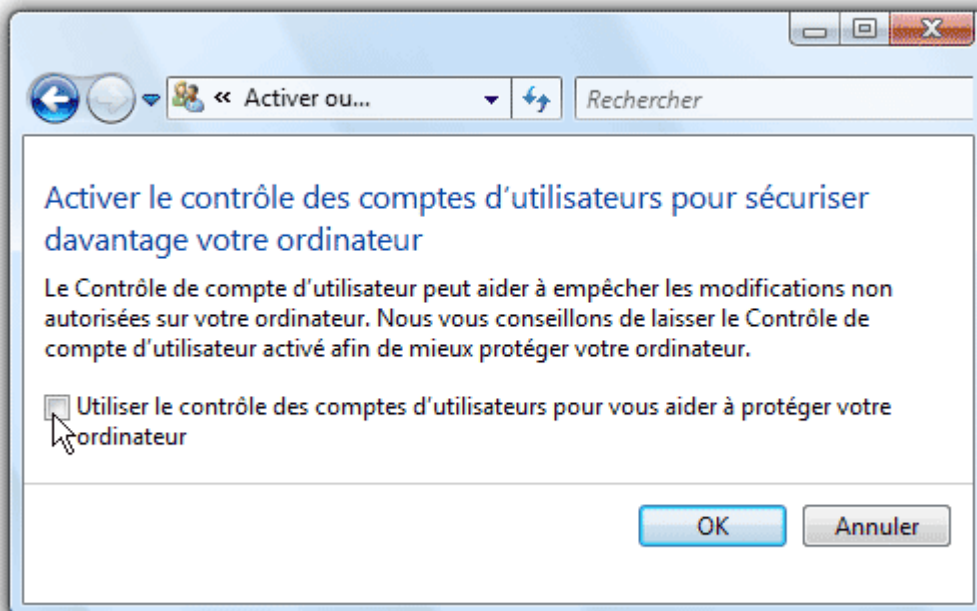 « Activer ou...
Rechercher
Activer le contrôle des comptes d'utilisateurs pour sécuriser
davantage votre ordinateur
Le Contrôle de compte d'utilisateur peut aider à empêcher les modifications non
autorisées sur votre ordinateur. Nous vous conseillons de laisser le Contrôle de
compte d'utilisateur activé afin de mieux protéger votre ordinateur.
Utiliser le contrôle des comptes d'utilisateurs pour vous aider à protéger votre
ordinateur
OK
Annuler